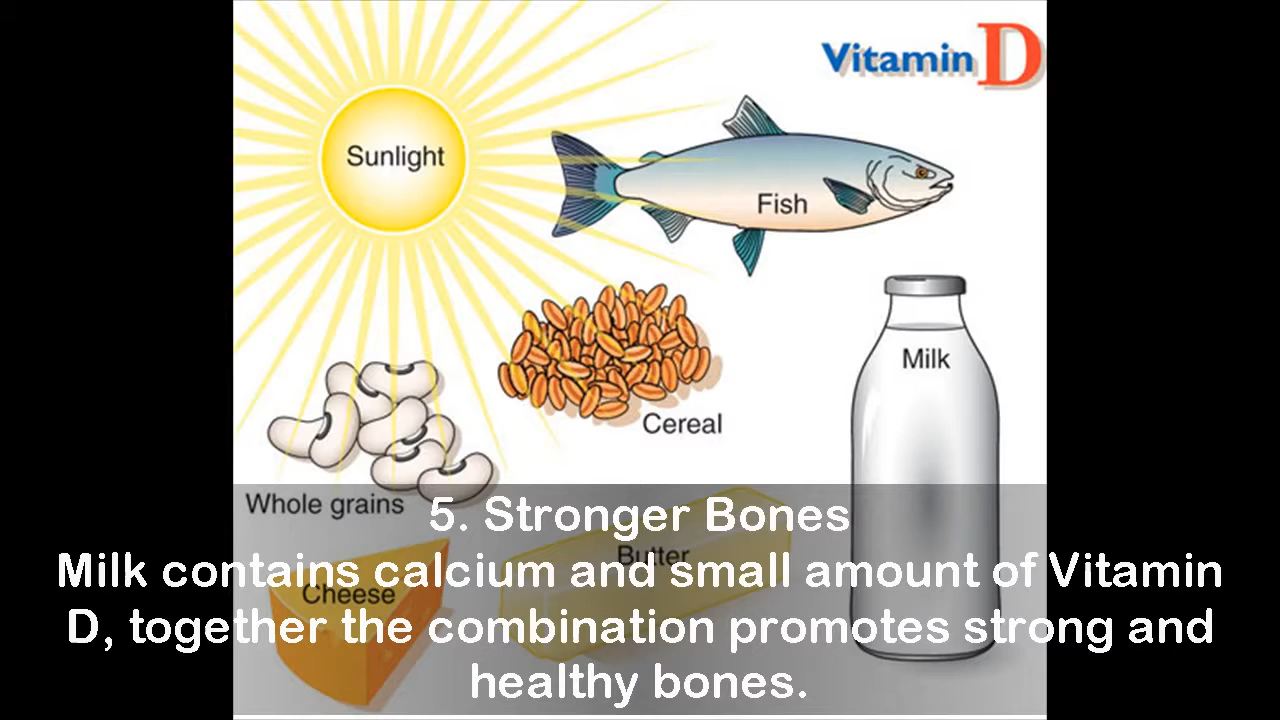 Vitamin D
Sunlight
Fish
Milk
Cereal
Whole grains
5. Stronger Bones
Butter
Milk contains calcium and small amount of Vitamin
Cheese
D, together the combination promotes strong and
healthy bones.